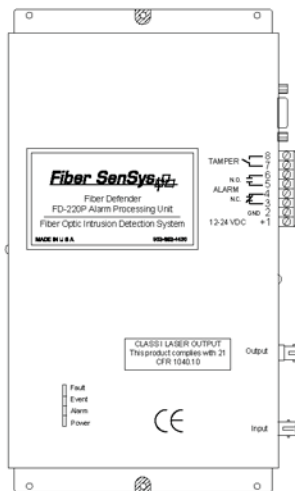 Fiber SenSys
Fiber Defender
FD-220P Alarm Processing Unit
Fiber Optic Intrusion Detection System
MADE IN U.S.A.
TAMPER
8
7
N.O.
6
5
ALARM
4
N.C.
3
GND
2
12-24 VDC
+1
CLASS I LASER OUTPUT
This product complies with 21
CFR 1040.10
Output
Fault
Event
Alarm
Power
CE
Input